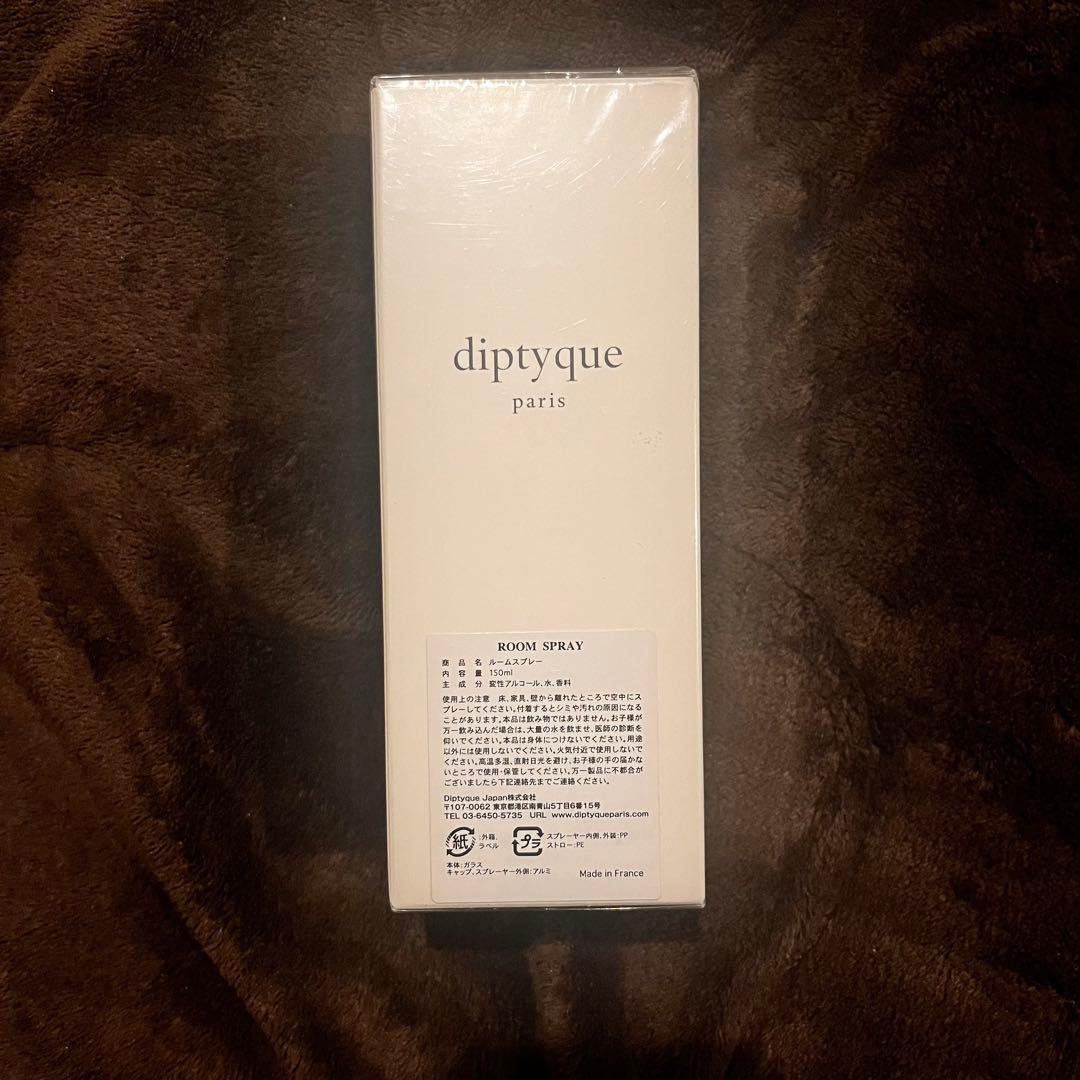 diptyque
paris
ROOM SPRAY
商品名 ルームスプレー
内容量 150ml
主成分 変性アルコール、水、香料
使用上の注意 床、家具、壁から離れたところで空中にス
プレーしてください。付着するとシミや汚れの原因になる
ことがあります。本品は飲み物ではありません。お子様が
万一飲み込んだ場合は、大量の水を飲ませ、医師の診断を
仰いでください。本品は身体につけないでください。用途
以外には使用しないでください。火気付近で使用しないで
ください。高温多湿、直射日光を避け、お子様の手の届かな
いところで使用・保管してください。万一製品に不都合が
ございましたら下記連絡先までご連絡ください。
Diptyque Japan株式会社
〒107-0062 東京都港区南青山5丁目6番15号
TEL 03-6450-5735 URL www.diptyqueparis.com
紙 :外箱、
ラベル
プラ スプレーヤー内側、外装:PP
ストロー:PE
本体:ガラス
キャップ、スプレーヤー外側:アルミ
Made in France